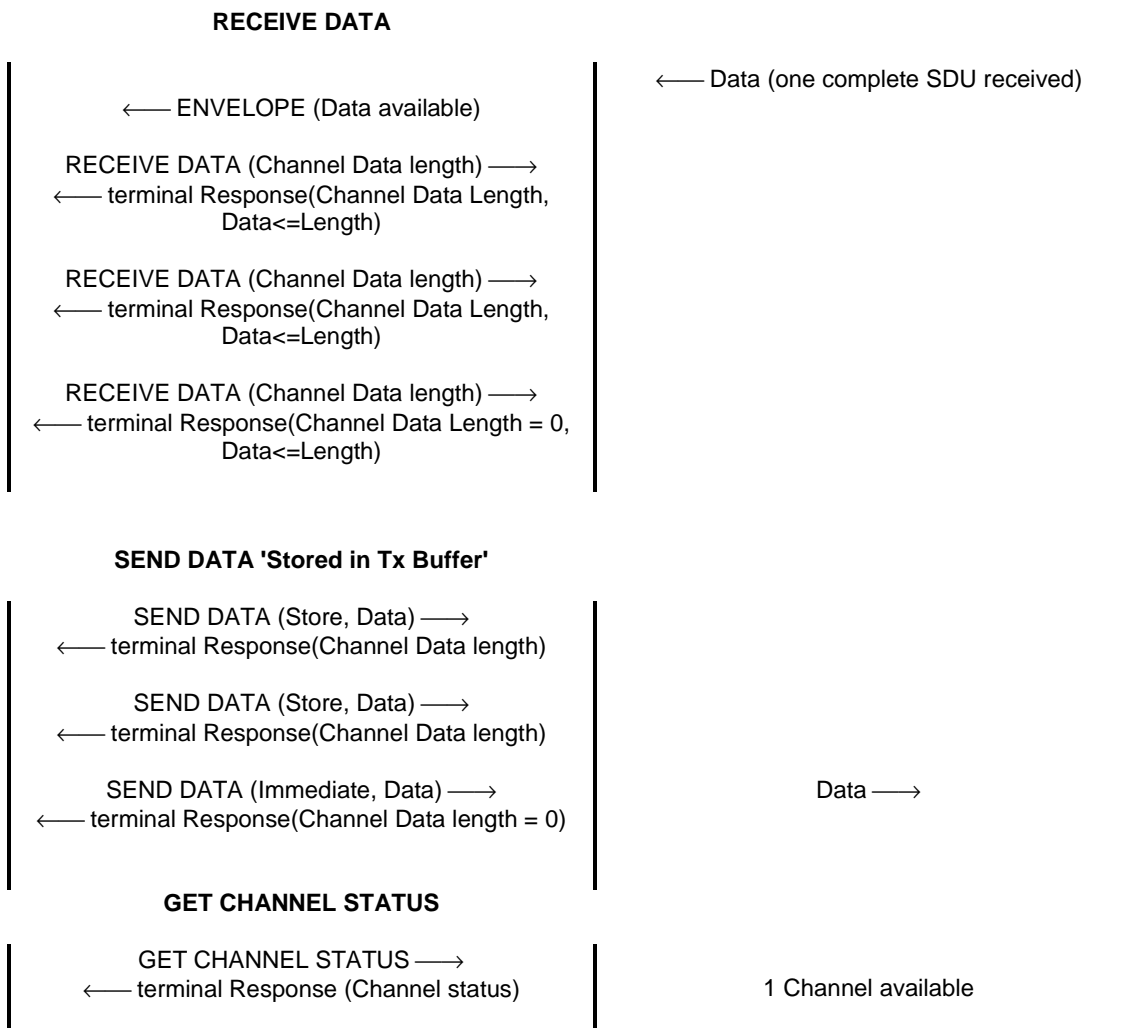 RECEIVE DATA
← Data (one complete SDU received)
← ENVELOPE (Data available)
RECEIVE DATA (Channel Data length) →
← terminal Response(Channel Data Length,
Data<=Length)
RECEIVE DATA (Channel Data length) →
← terminal Response(Channel Data Length,
Data<=Length)
RECEIVE DATA (Channel Data length) →
← terminal Response(Channel Data Length = 0,
Data<=Length)
SEND DATA 'Stored in Tx Buffer'
SEND DATA (Store, Data) →
← terminal Response(Channel Data length)
SEND DATA (Store, Data) →
← terminal Response(Channel Data length)
SEND DATA (Immediate, Data) →
Data →
← terminal Response(Channel Data length = 0)
GET CHANNEL STATUS
GET CHANNEL STATUS →
← terminal Response (Channel status)
1 Channel available